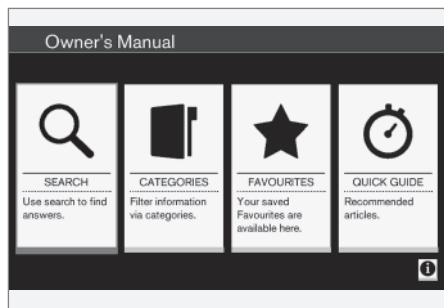 Owner's Manual
SEARCH
Use search to find
answers.
CATEGORIES
Filter information
via categories.
FAVOURITES
Your saved
Favourites are
available here.
QUICK GUIDE
Recommended
articles.
i